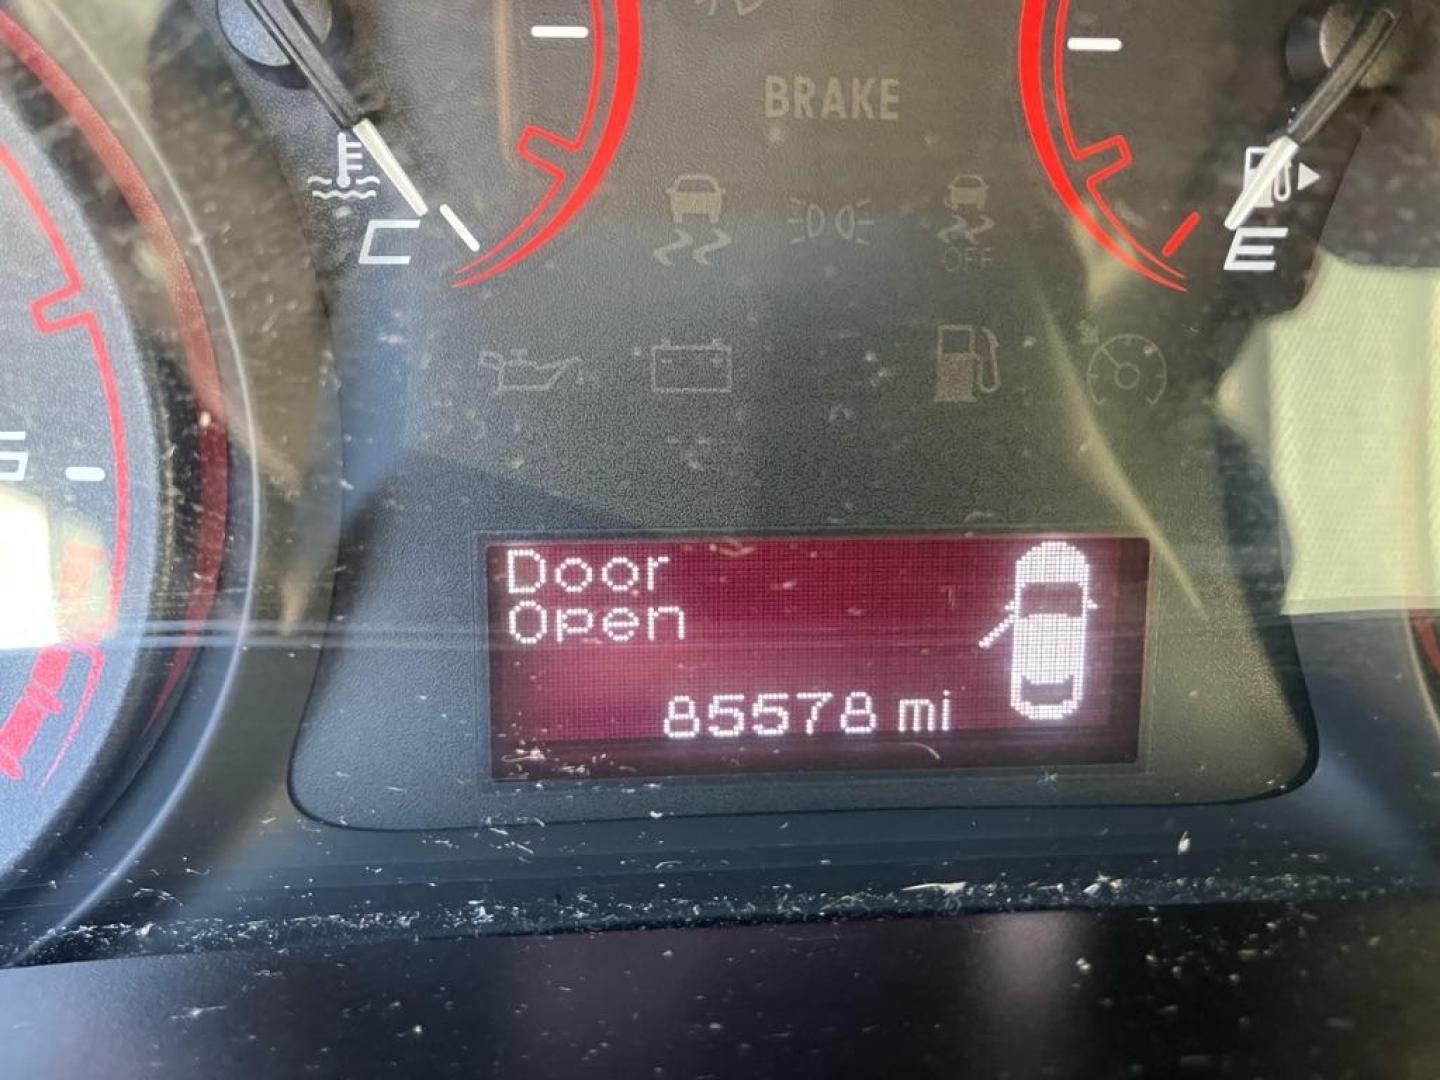 BRAKE
C
E
OFF
Door
Open
85578 mi